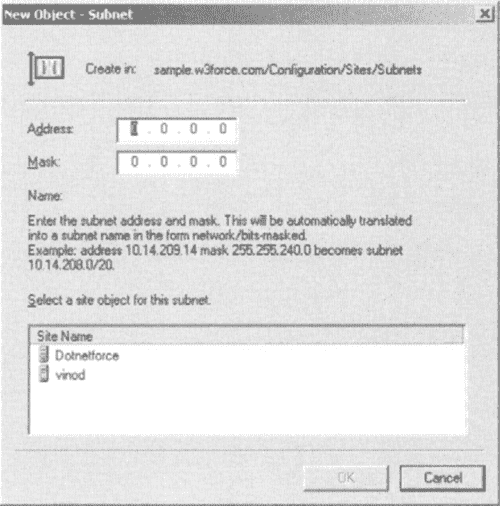 New Object - Subnet
Create in: sample.w3force.com/Configuration/Sites/Subnets
Address: 0 . 0 . 0 . 0
Mask: 0 . 0 . 0 . 0
Name:
Enter the subnet address and mask. This will be automatically translated
into a subnet name in the form network/bits-masked.
Example: address 10.14.209.14 mask 255.255.240.0 becomes subnet
10.14.208.0/20.
Select a site object for this subnet.
Site Name
Dotnetforce
vinod
OK Cancel